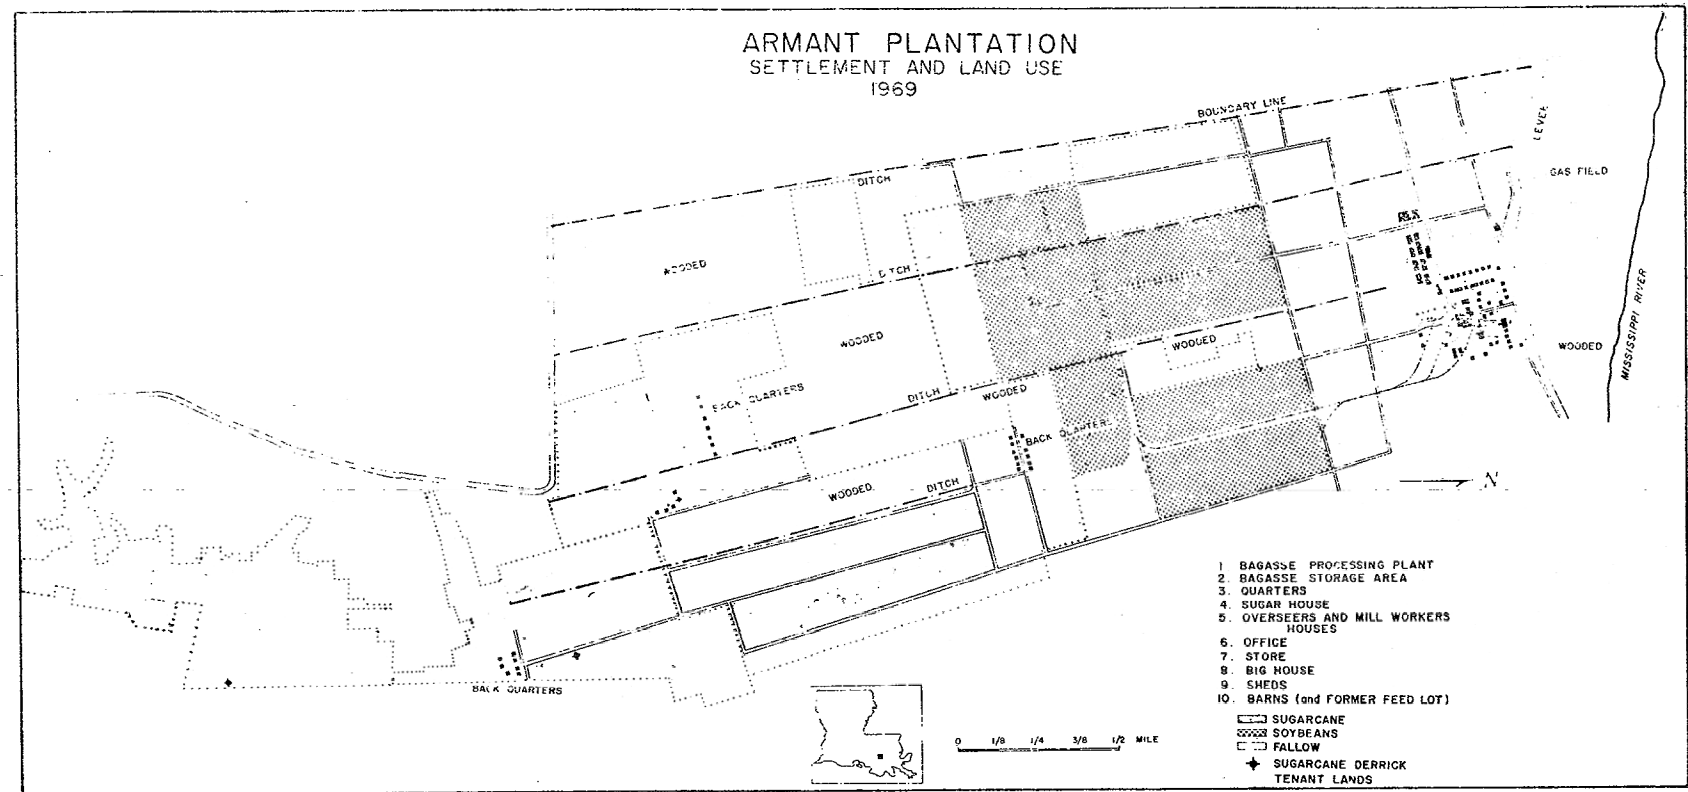 ARMANT PLANTATION
SETTLEMENT AND LAND USE
1969
BOUNDARY LINE
LEVEE
DITCH
GAS FIELD
WOODED
DITCH
MISSISSIPPI RIVER
WOODED
WOODED
WOODED
BACK QUARTERS
DITCH
WOODED
BACK QUARTERS
WOODED
DITCH
N
BACK QUARTERS
1 BAGASSE PROCESSING PLANT
2. BAGASSE STORAGE AREA
3. QUARTERS
4. SUGAR HOUSE
5. OVERSEERS AND MILL WORKERS
HOUSES
6. OFFICE
7. STORE
8. BIG HOUSE
9. SHEDS
10. BARNS (and FORMER FEED LOT)
SUGARCANE
SOYBEANS
FALLOW
SUGARCANE DERRICK
TENANT LANDS
0 1/8 1/4 3/8 1/2 MILE